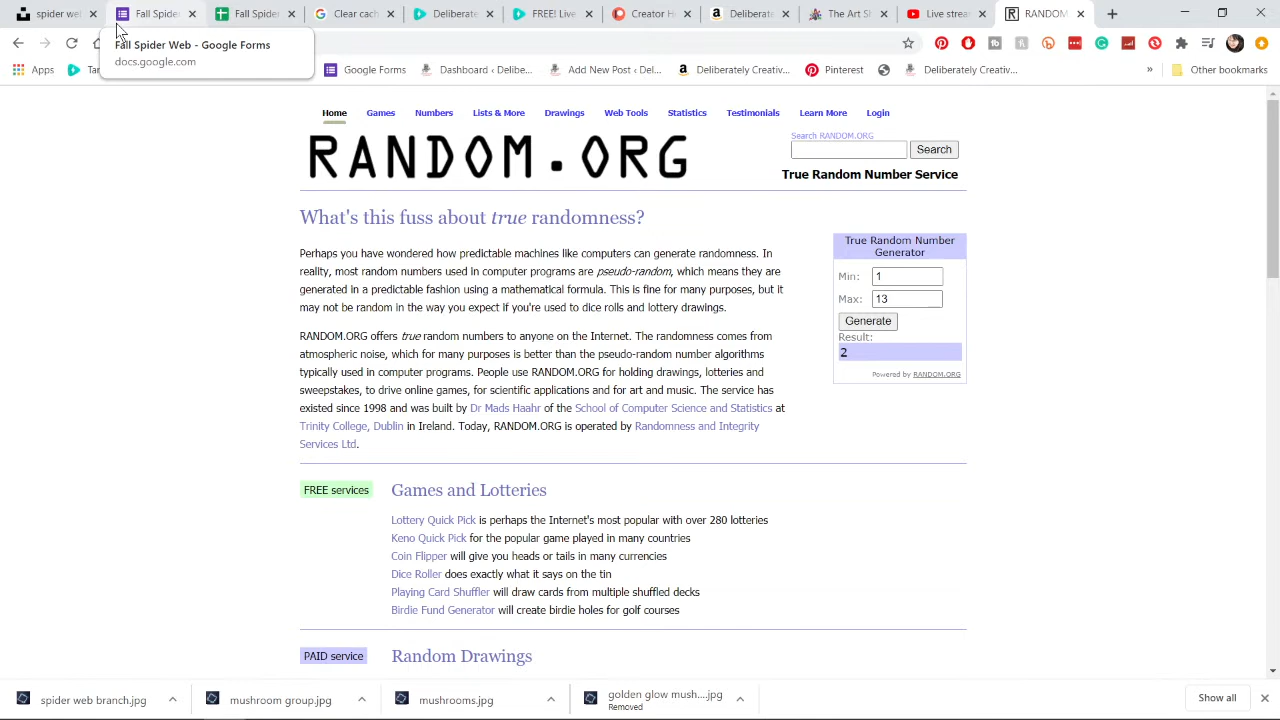 spider we
Fall Spide
Fall Spider
FREE Live
The Art of H
Deliberatel
Creative De
Live S
RANDOM
Fall Spider Web - Google Forms
docs.google.com
Apps
Google Forms
Dashboard ‹ Delibe...
Add New Post ‹ Del...
Deliberately Creativ...
Pinterest
Deliberately Creativ...
»
Other bookmarks
Home Games Numbers Lists & More Drawings Web Tools Statistics Testimonials Learn More Login
RANDOM.ORG
Search RANDOM.ORG
Search
True Random Number Service
What's this fuss about true randomness?
Perhaps you have wondered how predictable machines like computers can generate randomness. In
reality, most random numbers used in computer programs are pseudo-random, which means they are
generated in a predictable fashion using a mathematical formula. This is fine for many purposes, but it
may not be random in the way you expect if you're used to dice rolls and lottery drawings.
RANDOM.ORG offers true random numbers to anyone on the Internet. The randomness comes from
atmospheric noise, which for many purposes is better than the pseudo-random number algorithms
typically used in computer programs. People use RANDOM.ORG for holding drawings, lotteries and
sweepstakes, to drive online games, for scientific applications and for art and music. The service has
existed since 1998 and was built by Dr Mads Haahr of the School of Computer Science and Statistics at
Trinity College, Dublin in Ireland. Today, RANDOM.ORG is operated by Randomness and Integrity
Services Ltd.
True Random Number
Generator
Min: 1
Max: 13
Generate
Result:
2
Powered by RANDOM.ORG
FREE services
Games and Lotteries
Lottery Quick Pick is perhaps the Internet's most popular with over 280 lotteries
Keno Quick Pick for the popular game played in many countries
Coin Flipper will give you heads or tails in many currencies
Dice Roller does exactly what it says on the tin
Playing Card Shuffler will draw cards from multiple shuffled decks
Birdie Fund Generator will create birdie holes for golf courses
PAID service
Random Drawings
spider web branch.jpg
mushroom group.jpg
mushrooms.jpg
golden glow mush....jpg
Removed
Show all